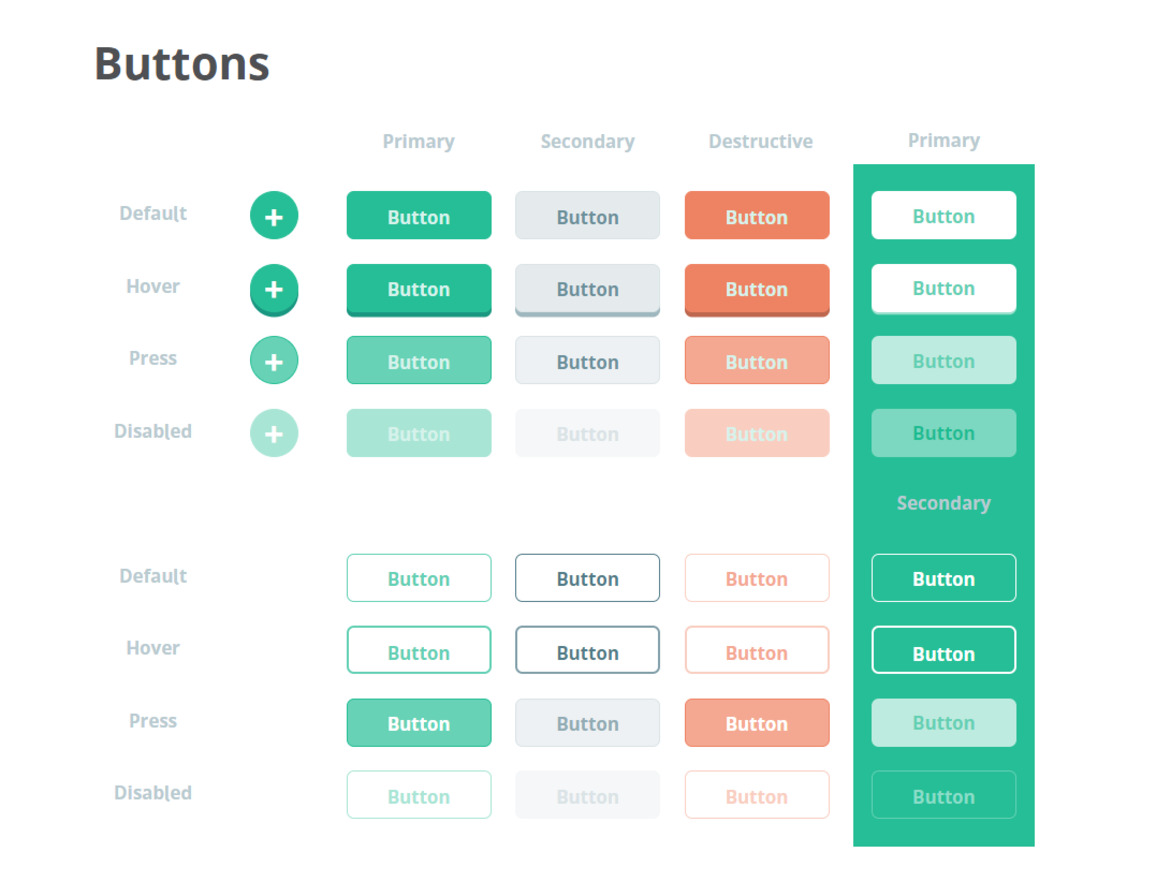 Buttons
Primary Secondary Destructive Primary
Default + Button Button Button Button
Hover + Button Button Button Button
Press + Button Button Button Button
Disabled + Button Button Button Button
Secondary
Default Button Button Button Button
Hover Button Button Button Button
Press Button Button Button Button
Disabled Button Button Button Button